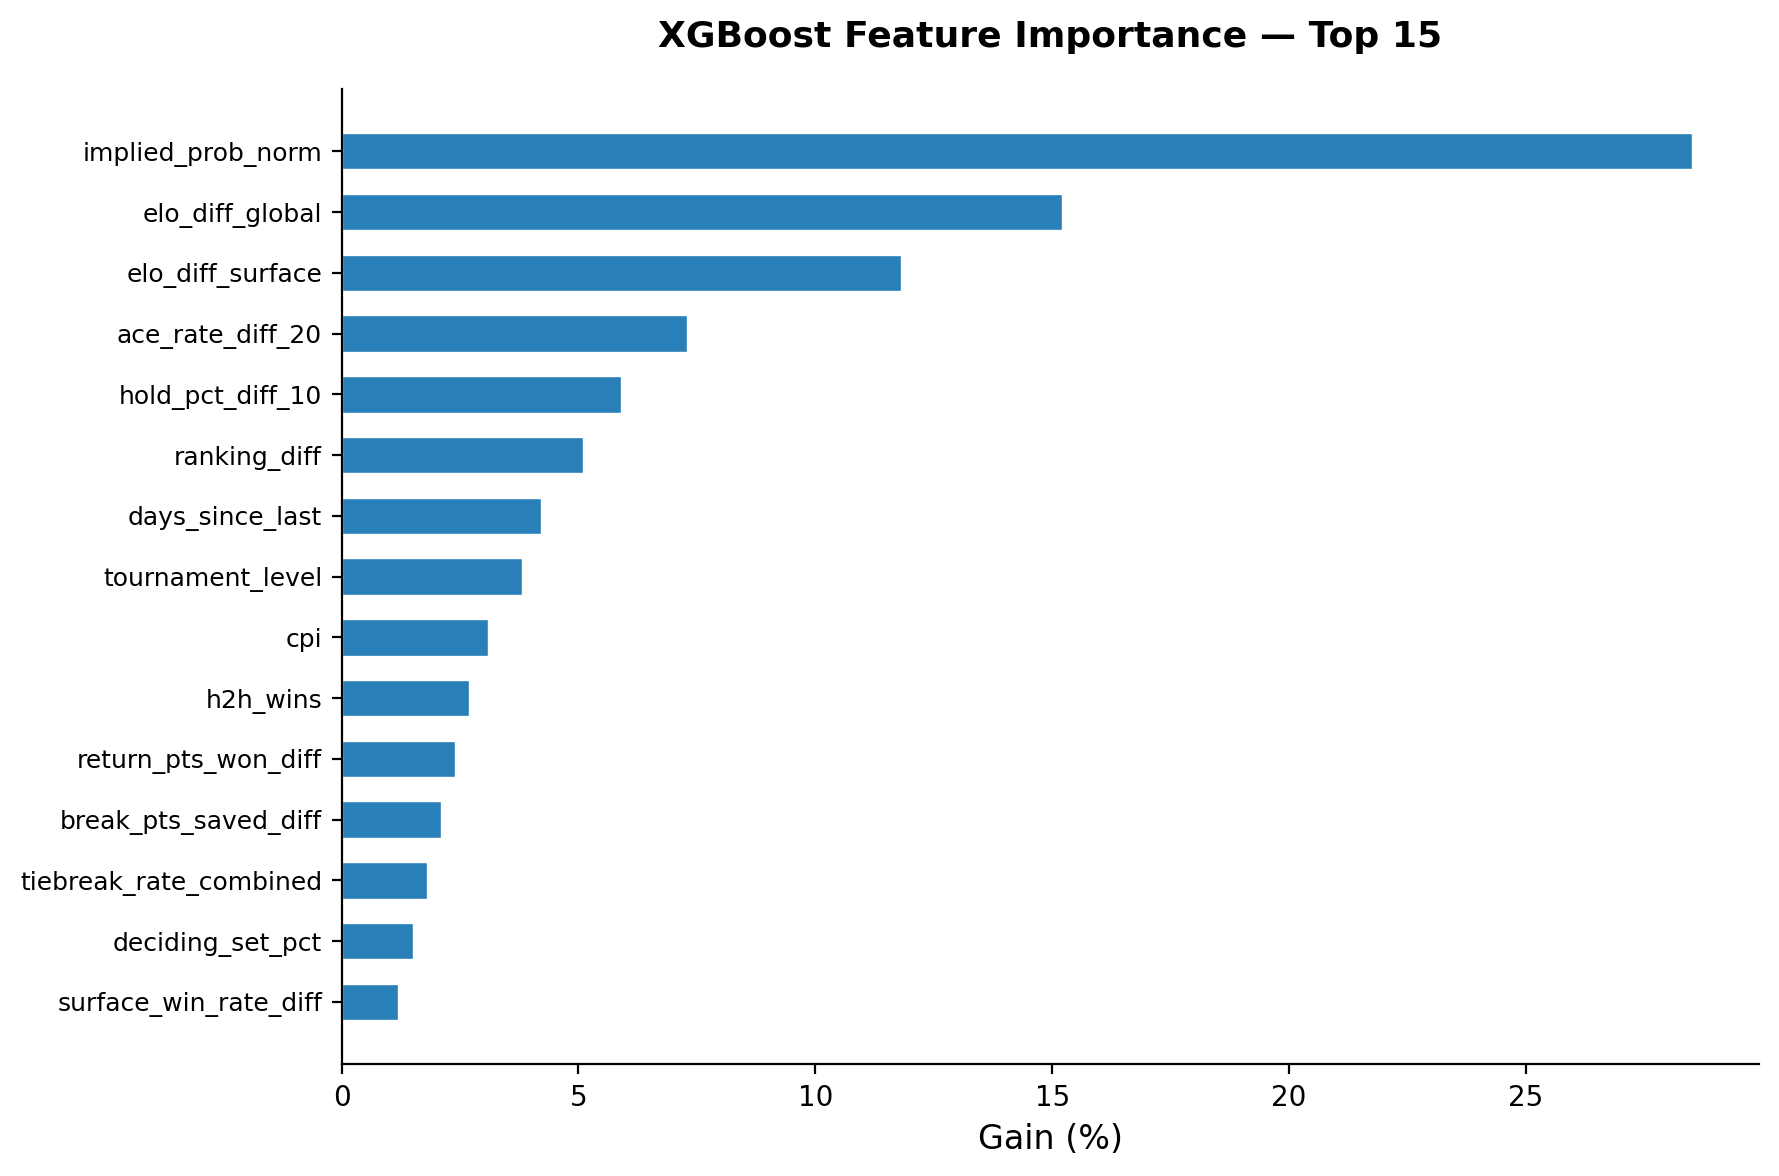 XGBoost Feature Importance — Top 15
implied_prob_norm
elo_diff_global
elo_diff_surface
ace_rate_diff_20
hold_pct_diff_10
ranking_diff
days_since_last
tournament_level
cpi
h2h_wins
return_pts_won_diff
break_pts_saved_diff
tiebreak_rate_combined
deciding_set_pct
surface_win_rate_diff
0 5 10 15 20 25
Gain (%)